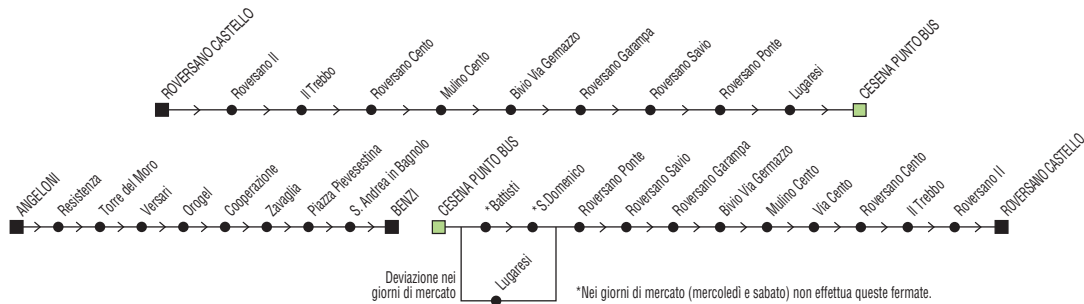 ROVERSANO CASTELLO
Roversano II
Il Trebbo
Roversano Cento
Mulino Cento
Bivio Via Germazzo
Roversano Garampa
Roversano Savio
Roversano Ponte
Lugaresi
CESENA PUNTO BUS
ANGELONI
Resistenza
Torre del Moro
Versari
Orogel
Cooperazione
Zavaglia
Piazza Pievesestina
S. Andrea in Bagnolo
BENZI
CESENA PUNTO BUS
*Battisti
*S.Domenico
Roversano Ponte
Roversano Savio
Roversano Garampa
Bivio Via Germazzo
Mulino Cento
Via Cento
Roversano Cento
Il Trebbo
Roversano II
ROVERSANO CASTELLO
Deviazione nei
giorni di mercato
Lugaresi
*Nei giorni di mercato (mercoledì e sabato) non effettua queste fermate.